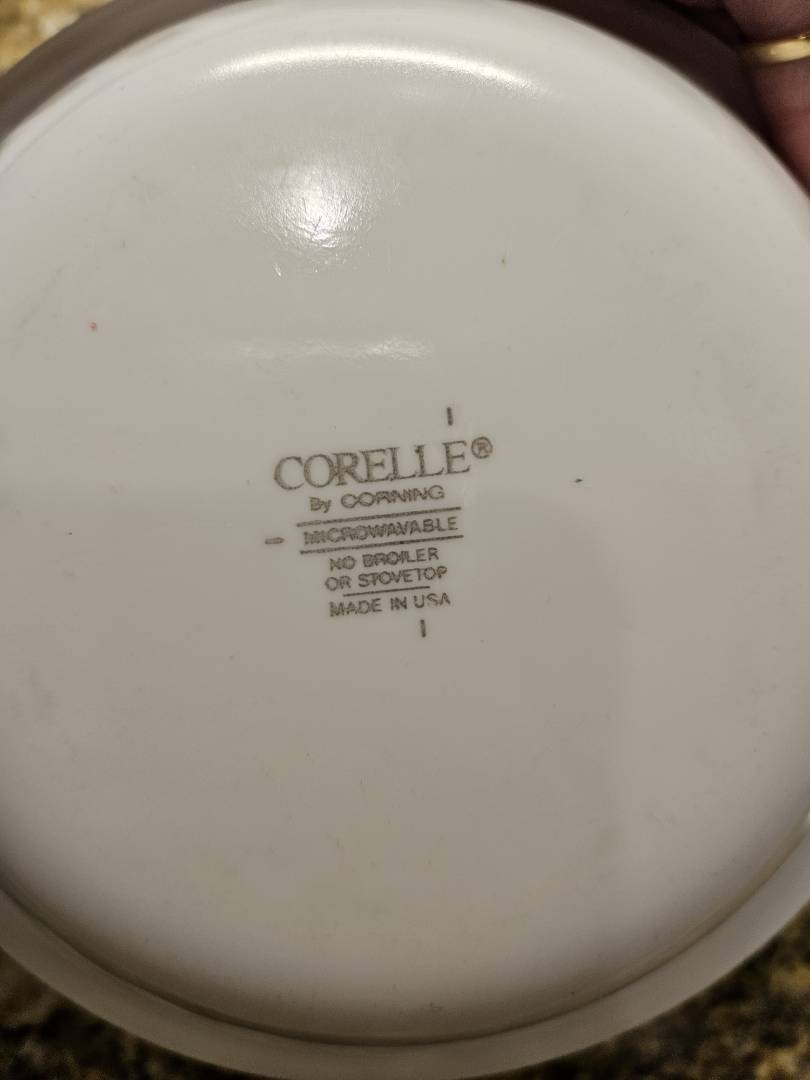 CORELLE®
By CORNING
MICROWAVABLE
NO BROILER
OR STOVETOP
MADE IN USA